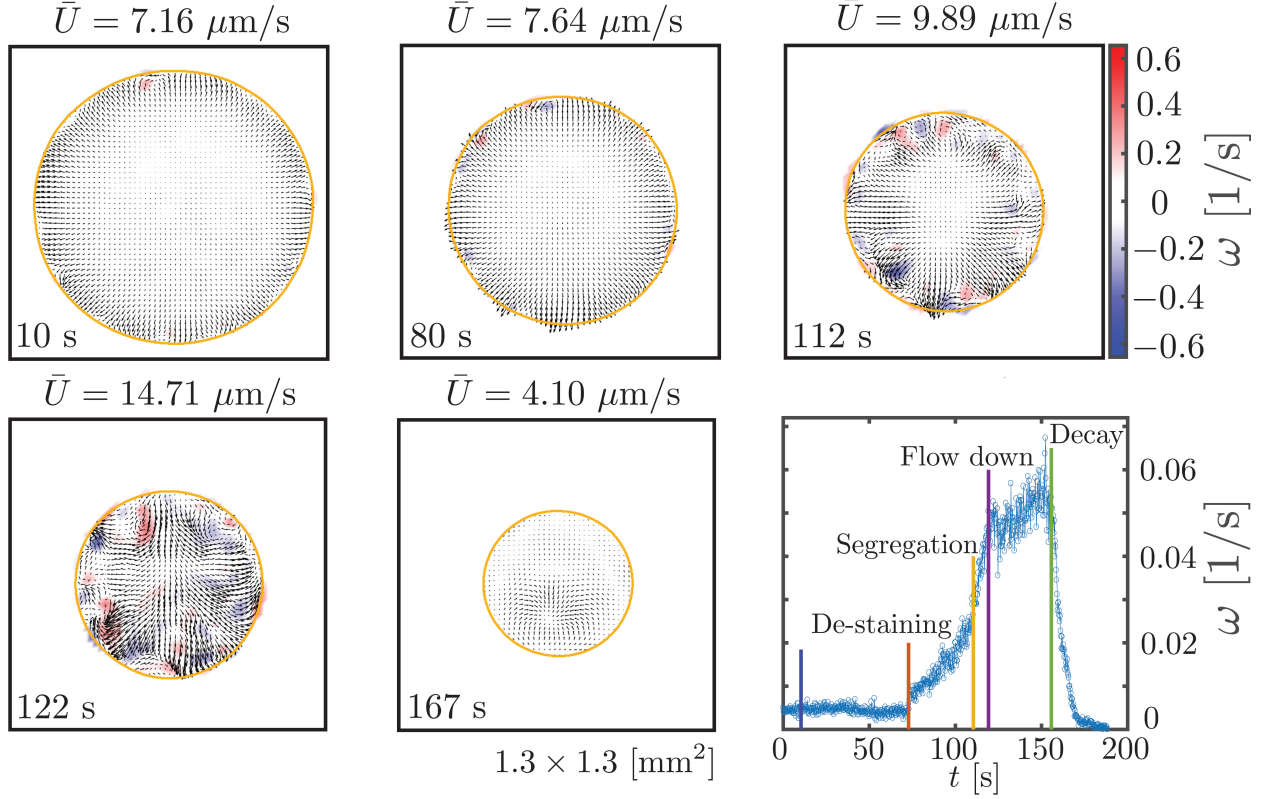 Ū = 7.16 μm/s
Ū = 7.64 μm/s
Ū = 9.89 μm/s
10 s
80 s
112 s
0.6
0.4
0.2
0
−0.2
−0.4
−0.6
ω [1/s]
Ū = 14.71 μm/s
Ū = 4.10 μm/s
122 s
167 s
1.3 × 1.3 [mm²]
Decay
Flow down
Segregation
De-staining
0.06
0.04
0.02
0
ω [1/s]
0 50 100 150 200
t [s]